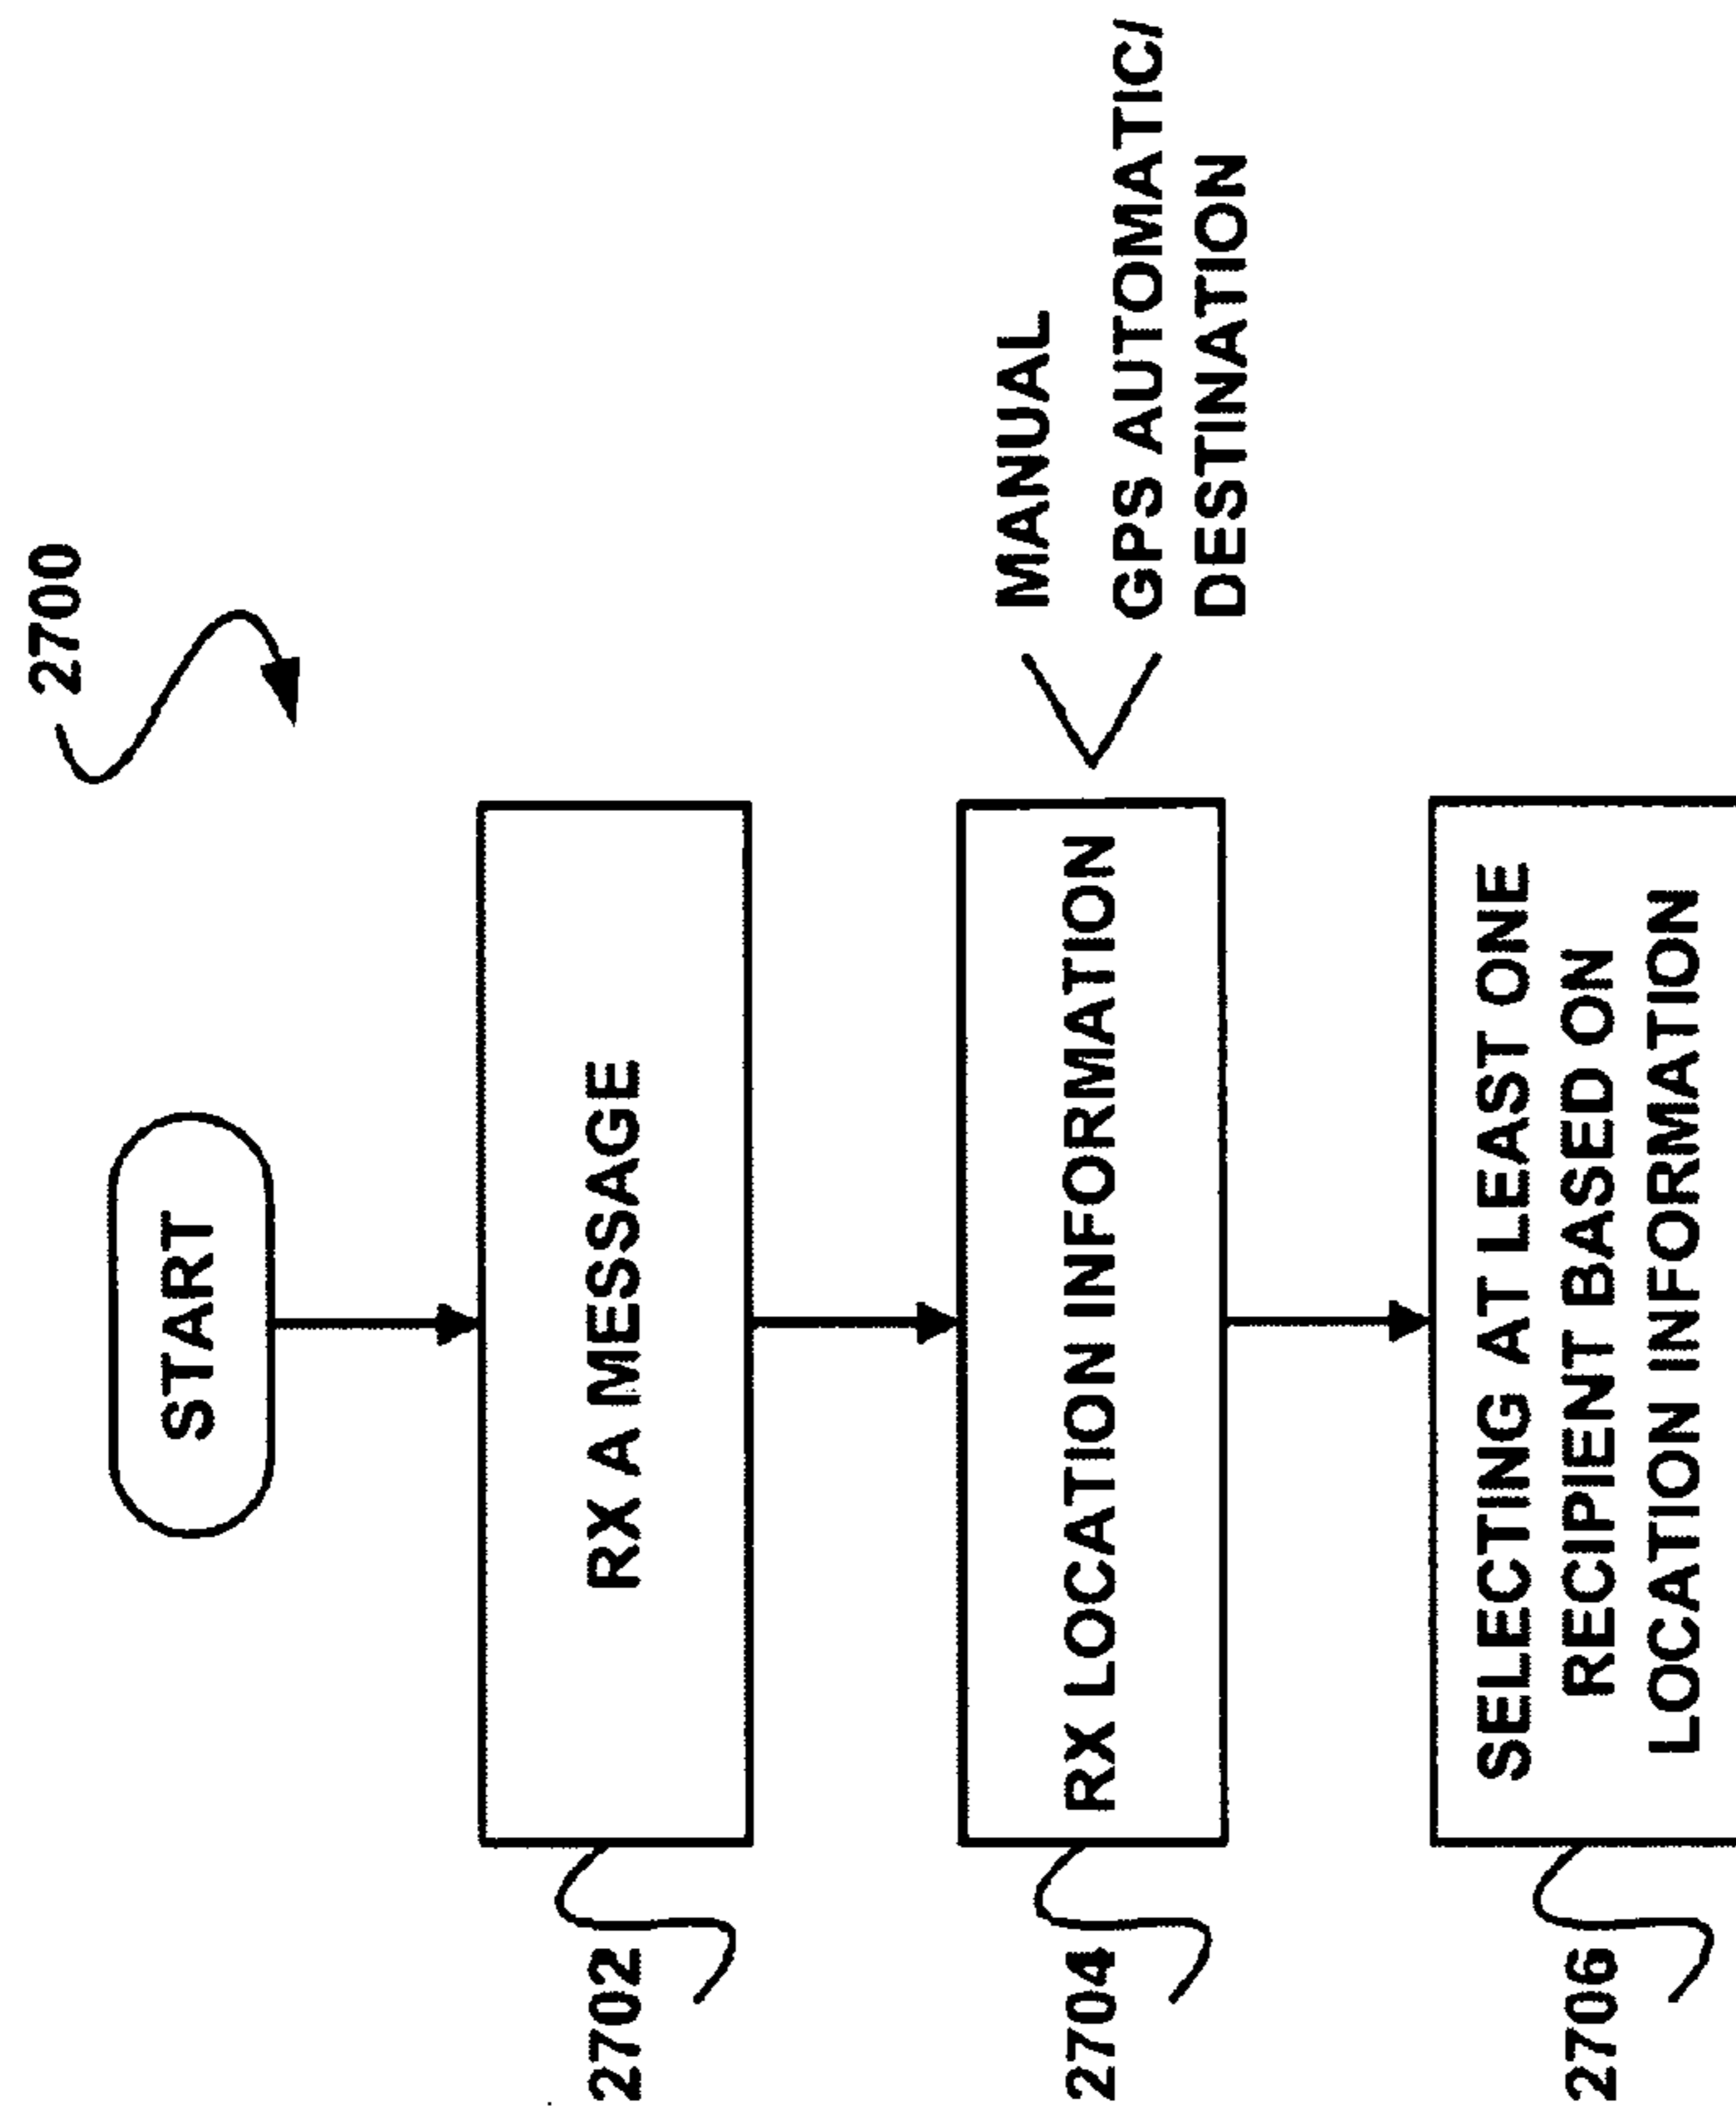 2700
START
2702
RX A MESSAGE
2704
RX LOCATION INFORMATION
MANUAL
GPS AUTOMATIC/
DESTINATION
2706
SELECTING AT LEAST ONE
RECIPIENT BASED ON
LOCATION INFORMATION